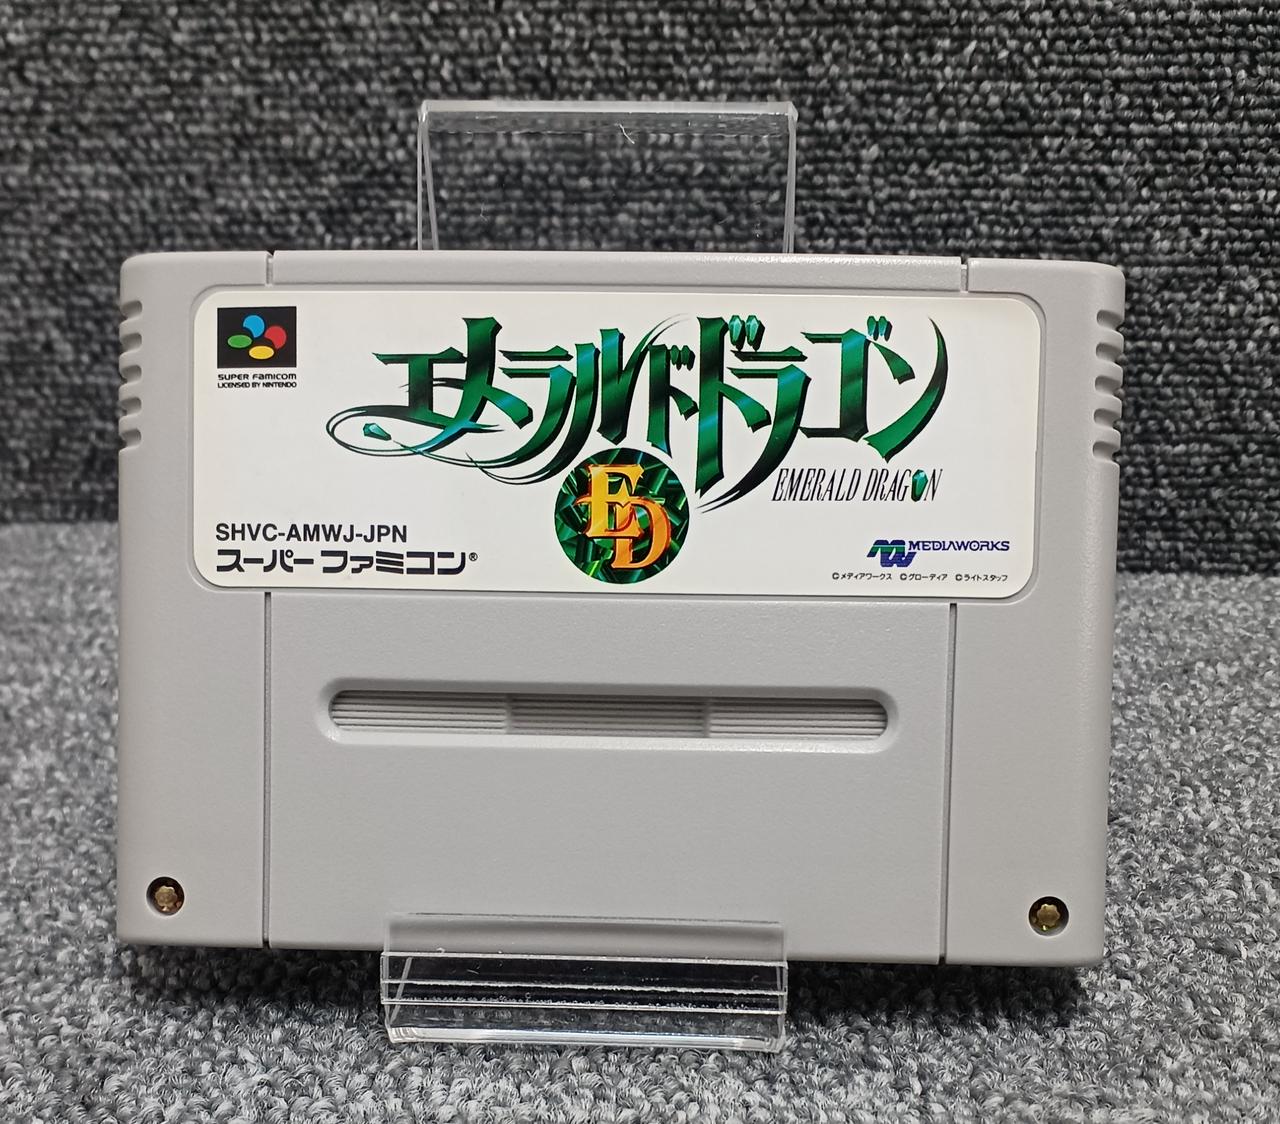 SUPER FAMICOM
LICENSED BY NINTENDO
エメラルドドラゴン
EMERALD DRAGON
ED
SHVC-AMWJ-JPN
スーパーファミコン®
MW MEDIAWORKS
©メディアワークス ©グローディア ©ライトスタッフ